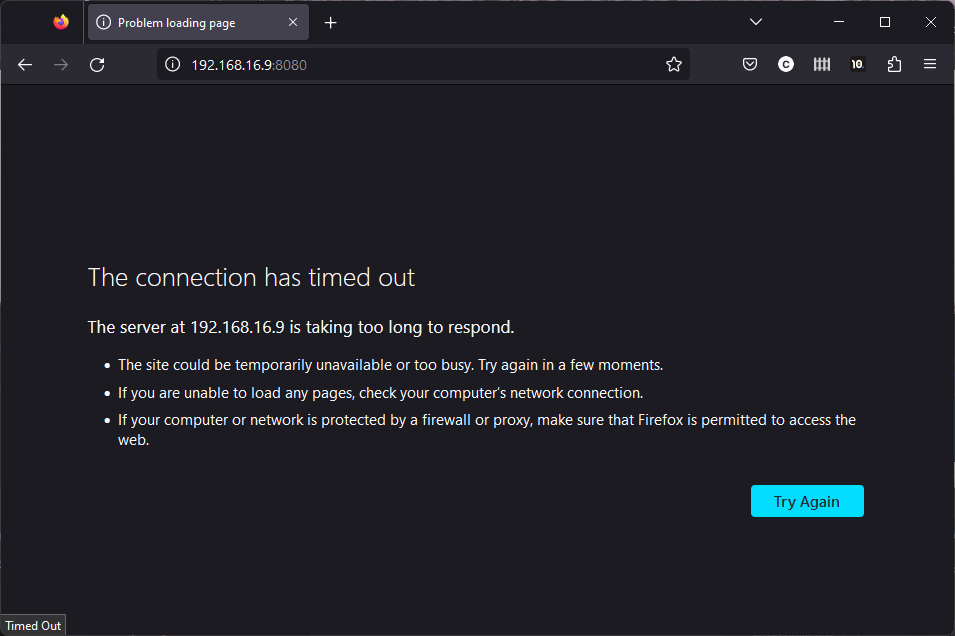 Problem loading page
192.168.16.9:8080
C
10.
The connection has timed out
The server at 192.168.16.9 is taking too long to respond.
The site could be temporarily unavailable or too busy. Try again in a few moments.
If you are unable to load any pages, check your computer’s network connection.
If your computer or network is protected by a firewall or proxy, make sure that Firefox is permitted to access the
web.
Try Again
Timed Out